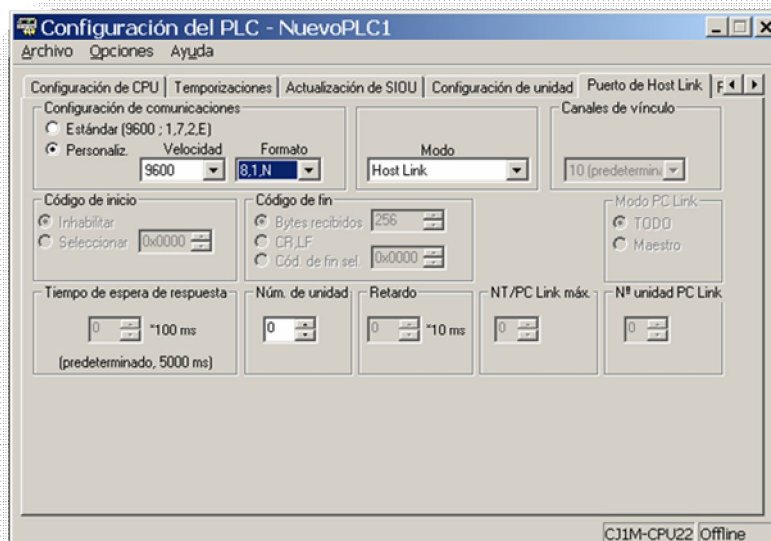 Configuración del PLC - NuevoPLC1
Archivo Opciones Ayuda
Configuración de CPU Temporizaciones Actualización de SIOU Configuración de unidad Puerto de Host Link F
Configuración de comunicaciones
Canales de vínculo
Estándar (9600 ; 1,7,2,E)
Personaliz. Velocidad Formato Modo
9600 8,1,N Host Link 10 (predetermina
Código de inicio Código de fin Modo PC Link
Inhabilitar Bytes recibidos 256 TODO
Seleccionar 0x0000 CR,LF Maestro
Cód. de fin sel. 0x0000
Tiempo de espera de respuesta Núm. de unidad Retardo NT/PC Link máx. Nª unidad PC Link
0 *100 ms 0 0 *10 ms 0 0
(predeterminado, 5000 ms)
CJ1M-CPU22 Offline